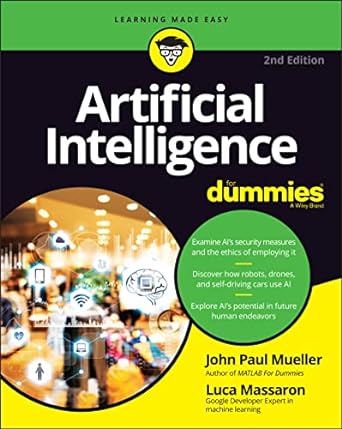 LEARNING MADE EASY
2nd Edition
Artificial
Intelligence
for
dummies
A Wiley Brand
Examine AI's security measures
and the ethics of employing it
Discover how robots, drones,
and self-driving cars use AI
Explore AI's potential in future
human endeavors
John Paul Mueller
Author of MATLAB For Dummies
Luca Massaron
Google Developer Expert in
machine learning